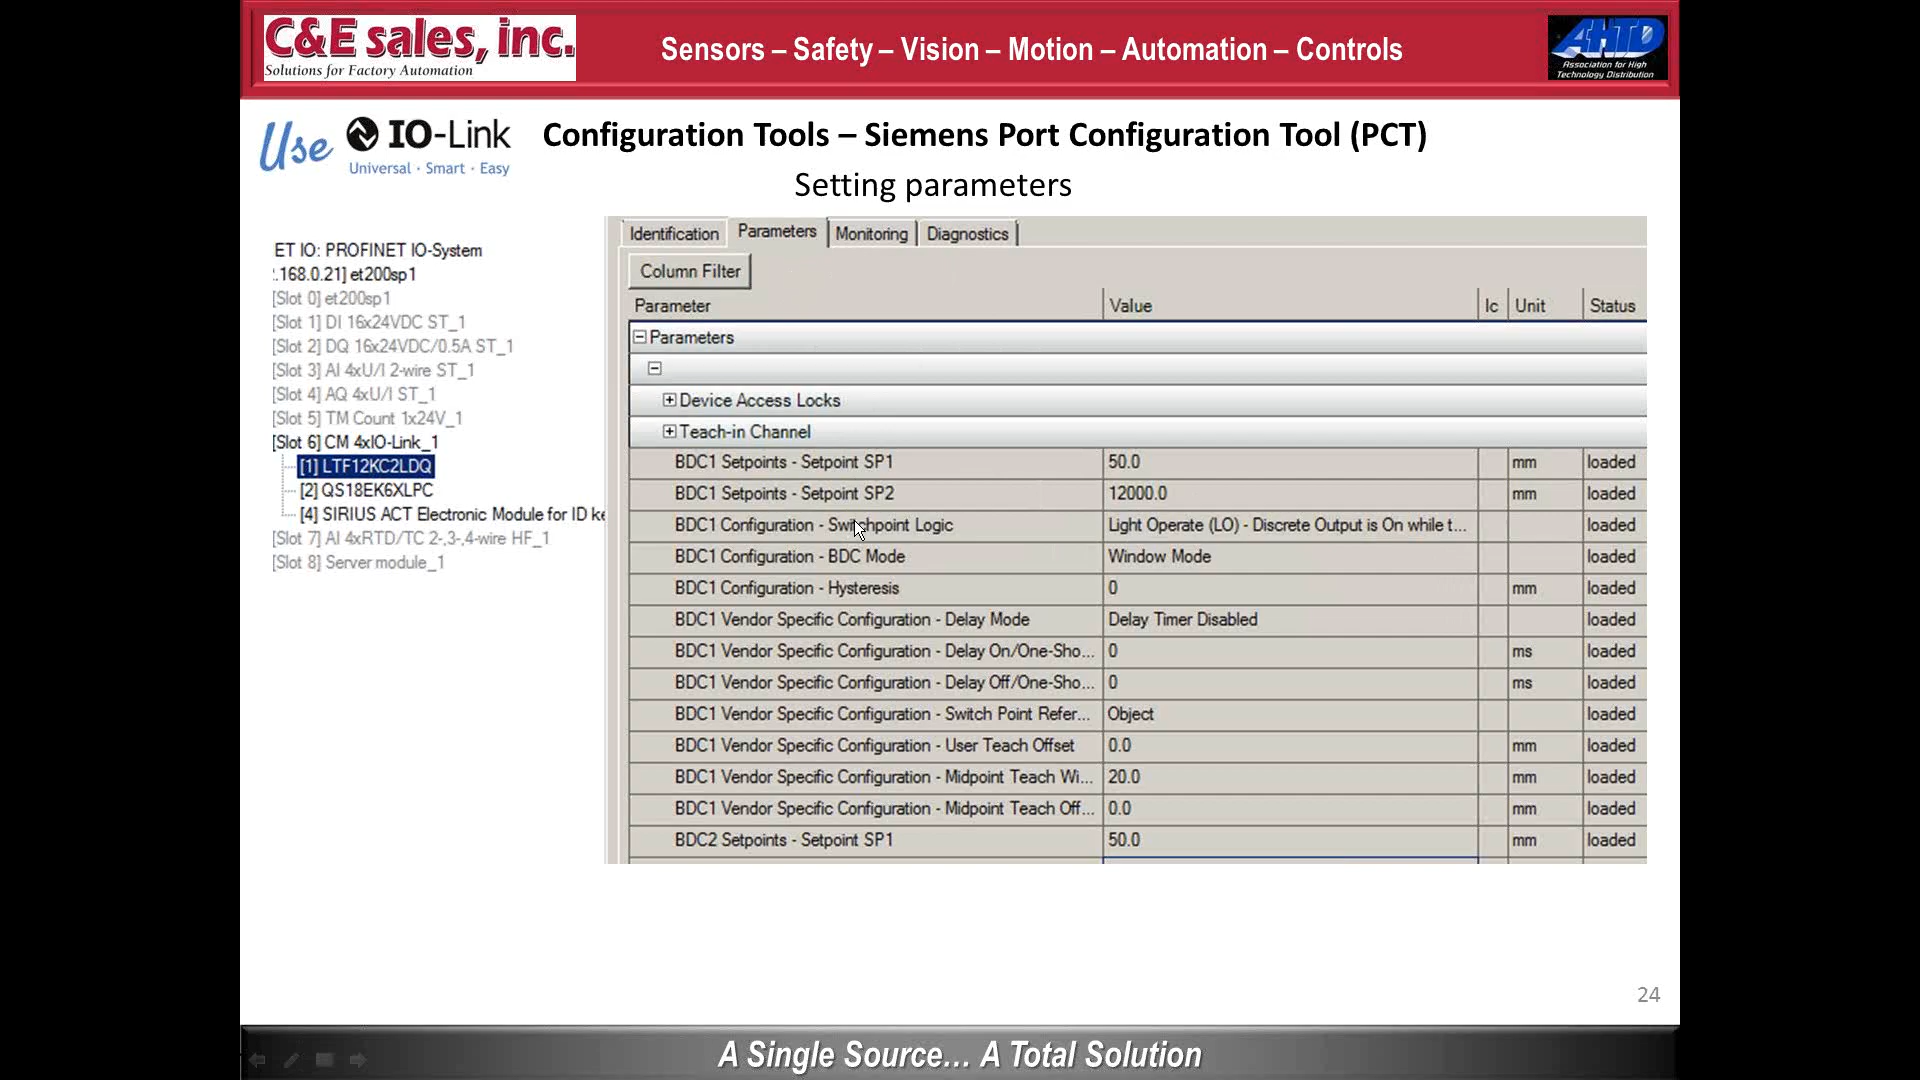 C&E sales, inc.
Solutions for Factory Automation
Sensors – Safety – Vision – Motion – Automation – Controls
AHTD
Association for High
Technology Distribution
Use IO-Link
Universal · Smart · Easy
Configuration Tools – Siemens Port Configuration Tool (PCT)
Setting parameters
ET IO: PROFINET IO-System
.168.0.21] et200sp1
[Slot 0] et200sp1
[Slot 1] DI 16x24VDC ST_1
[Slot 2] DQ 16x24VDC/0.5A ST_1
[Slot 3] AI 4xU/I 2-wire ST_1
[Slot 4] AQ 4xU/I ST_1
[Slot 5] TM Count 1x24V_1
[Slot 6] CM 4xIO-Link_1
[1] LTF12KC2LDQ
[2] QS18EK6XLPC
[4] SIRIUS ACT Electronic Module for ID ke
[Slot 7] AI 4xRTD/TC 2-,3-,4-wire HF_1
[Slot 8] Server module_1
Identification Parameters Monitoring Diagnostics
Column Filter
Parameter Value Ic Unit Status
Parameters
Device Access Locks
Teach-in Channel
BDC1 Setpoints - Setpoint SP1 50.0 mm loaded
BDC1 Setpoints - Setpoint SP2 12000.0 mm loaded
BDC1 Configuration - Switchpoint Logic Light Operate (LO) - Discrete Output is On while t... loaded
BDC1 Configuration - BDC Mode Window Mode loaded
BDC1 Configuration - Hysteresis 0 mm loaded
BDC1 Vendor Specific Configuration - Delay Mode Delay Timer Disabled loaded
BDC1 Vendor Specific Configuration - Delay On/One-Sho... 0 ms loaded
BDC1 Vendor Specific Configuration - Delay Off/One-Sho... 0 ms loaded
BDC1 Vendor Specific Configuration - Switch Point Refer... Object loaded
BDC1 Vendor Specific Configuration - User Teach Offset 0.0 mm loaded
BDC1 Vendor Specific Configuration - Midpoint Teach Wi... 20.0 mm loaded
BDC1 Vendor Specific Configuration - Midpoint Teach Off... 0.0 mm loaded
BDC2 Setpoints - Setpoint SP1 50.0 mm loaded
24
A Single Source... A Total Solution